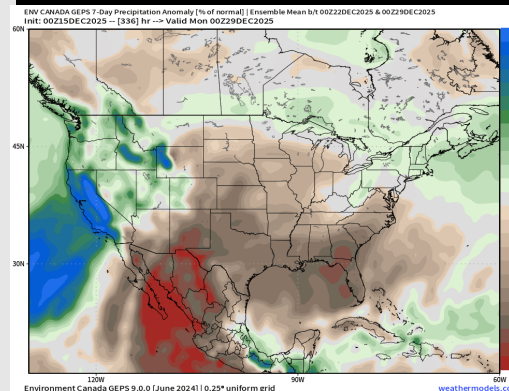 ENV CANADA GEPS 7-Day Precipitation Anomaly [% of normal] | Ensemble Mean b/t 00Z22DEC2025 & 00Z29DEC2025
Init: 00Z15DEC2025 -- [336] hr --> Valid Mon 00Z29DEC2025
60N
45N
30N
120W
90W
60W
Environment Canada GEPS 9.0.0 [June 2024] | 0.25° uniform grid
weathermodels.co